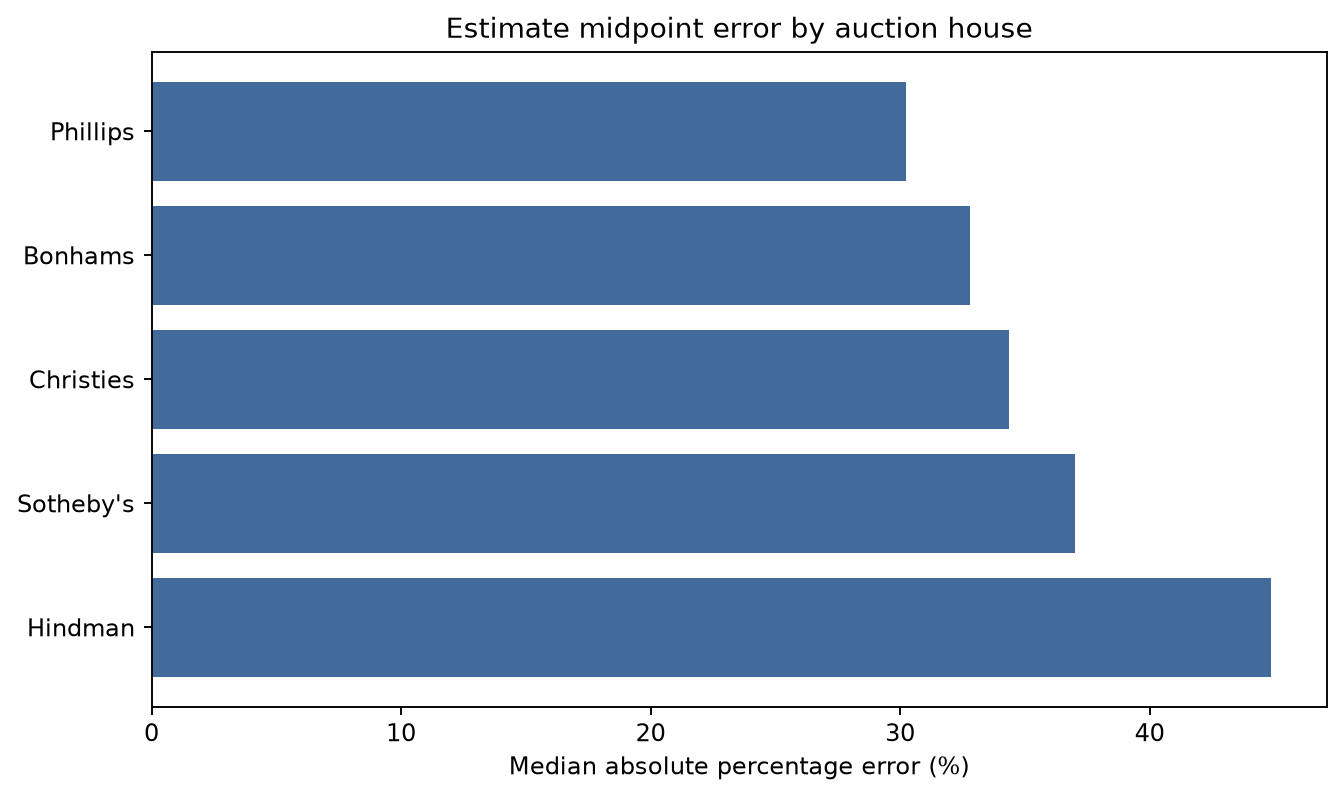 Estimate midpoint error by auction house
Phillips
Bonhams
Christies
Sotheby's
Hindman
0 10 20 30 40
Median absolute percentage error (%)